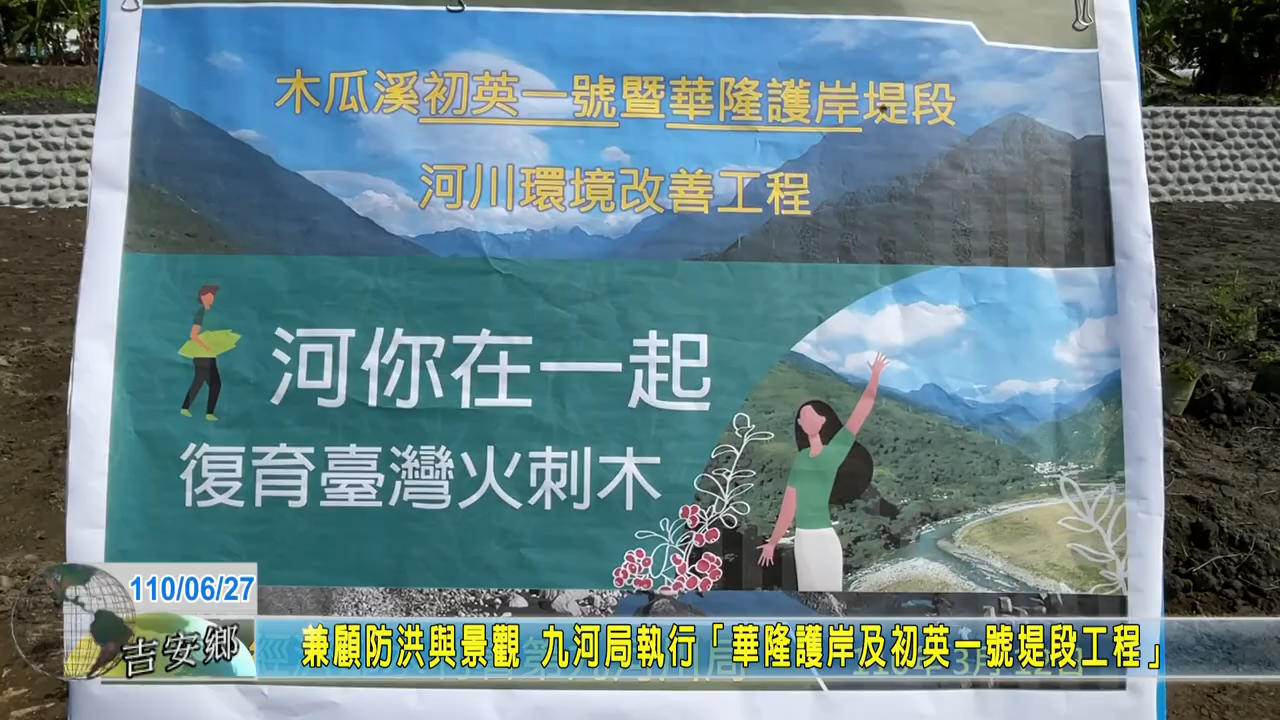 木瓜溪初英一號暨華隆護岸堤段
河川環境改善工程
河你在一起
復育臺灣火刺木
110/06/27
吉安鄉
兼顧防洪與景觀 九河局執行「華隆護岸及初英一號堤段工程」